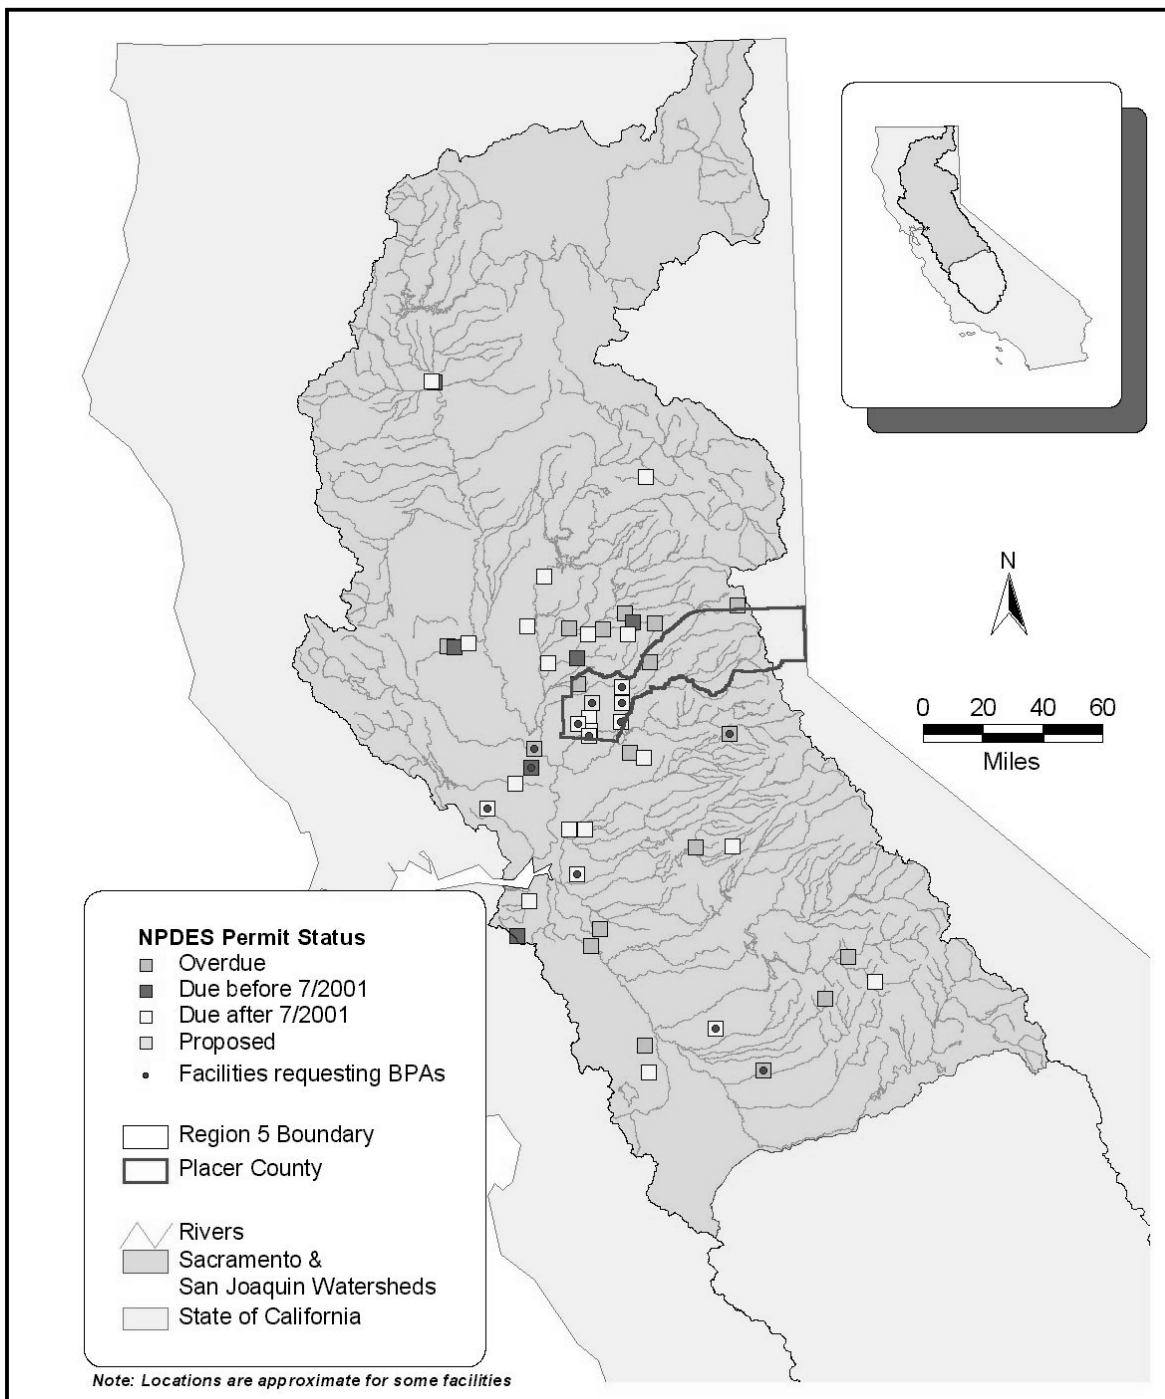 N
0 20 40 60
Miles
NPDES Permit Status
Overdue
Due before 7/2001
Due after 7/2001
Proposed
Facilities requesting BPAs
Region 5 Boundary
Placer County
Rivers
Sacramento &
San Joaquin Watersheds
State of California
Note: Locations are approximate for some facilities